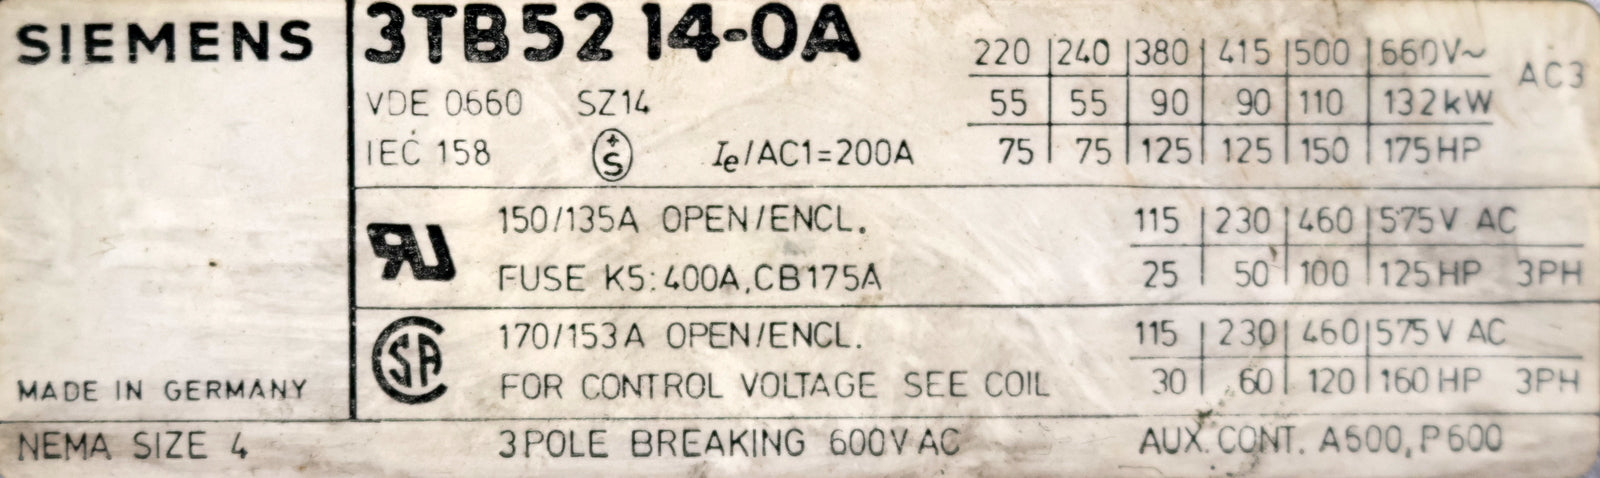 SIEMENS
3TB52 14-0A
VDE 0660 SZ14
IEC 158 +S Ie/AC1=200A
220 | 240 | 380 | 415 | 500 | 660V~ AC3
55 | 55 | 90 | 90 | 110 | 132kW
75 | 75 | 125 | 125 | 150 | 175HP
RU
150/135A OPEN/ENCL.
FUSE K5:400A,CB175A
115 | 230 | 460 | 575V AC
25 | 50 | 100 | 125HP 3PH
SA
170/153A OPEN/ENCL.
FOR CONTROL VOLTAGE SEE COIL
115 | 230 | 460 | 575V AC
30 | 60 | 120 | 160HP 3PH
MADE IN GERMANY
NEMA SIZE 4 3POLE BREAKING 600V AC AUX. CONT. A600, P600